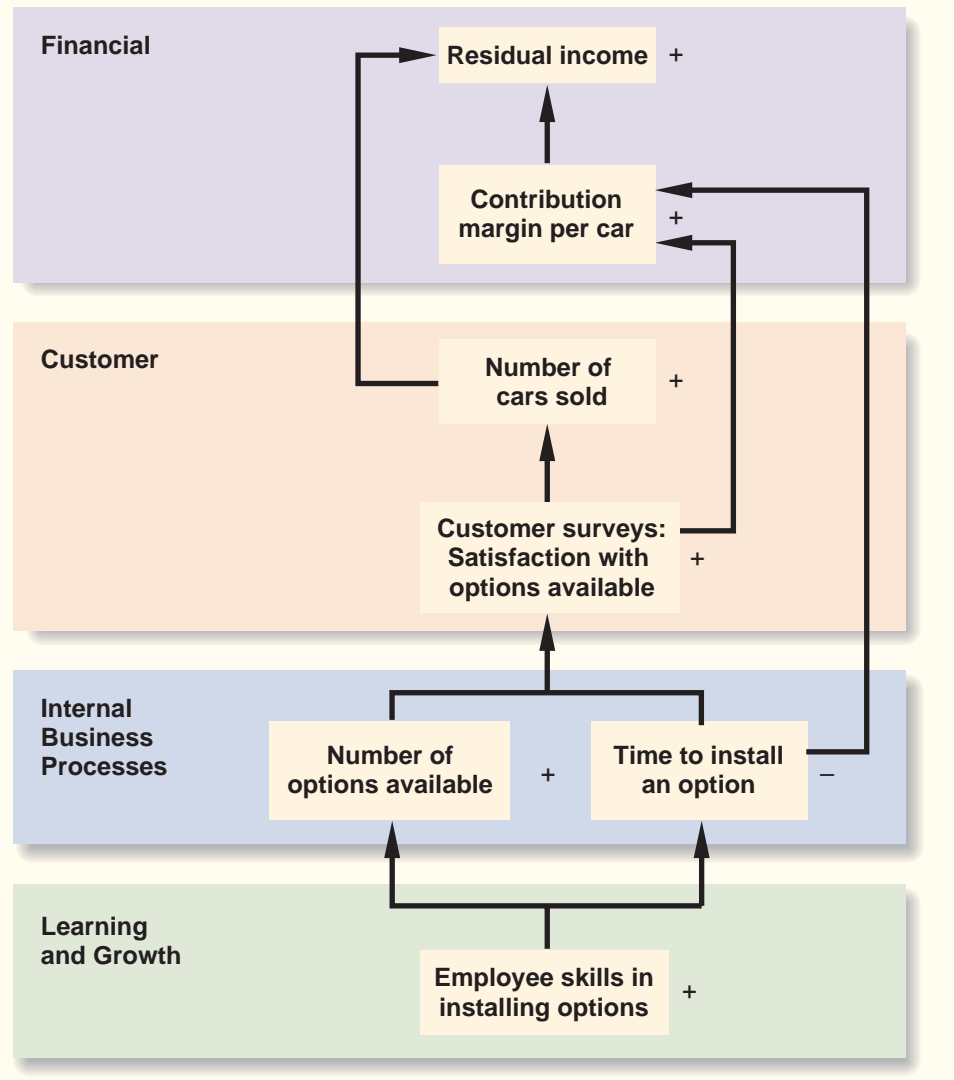 Financial
Residual income +
Contribution
margin per car
+
Customer
Number of
cars sold
+
Customer surveys:
Satisfaction with
options available
+
Internal
Business
Processes
Number of
options available
+
Time to install
an option
–
Learning
and Growth
Employee skills in
installing options
+